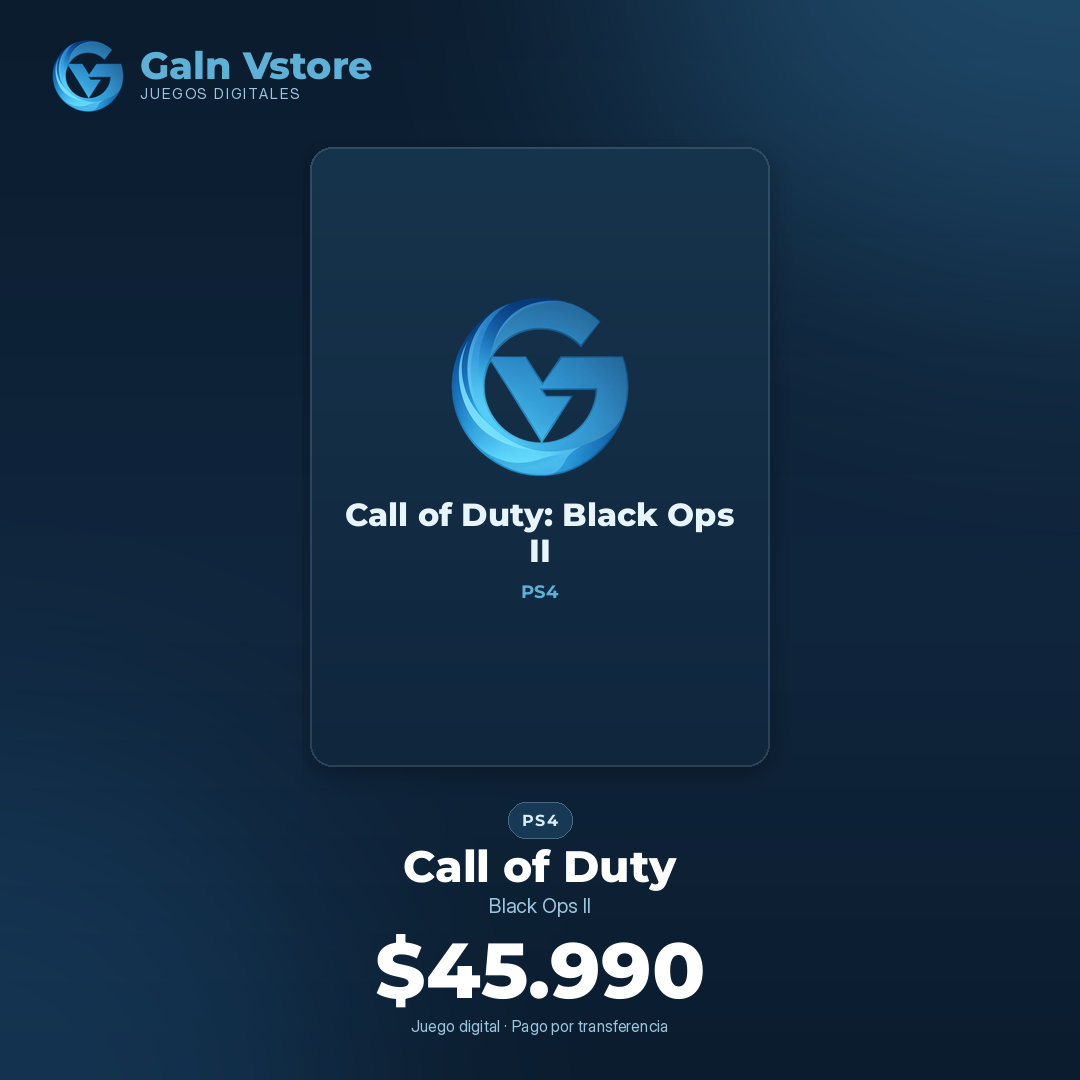 GaIn Vstore
JUEGOS DIGITALES
Call of Duty: Black Ops
II
PS4
PS4
Call of Duty
Black Ops II
$45.990
Juego digital · Pago por transferencia